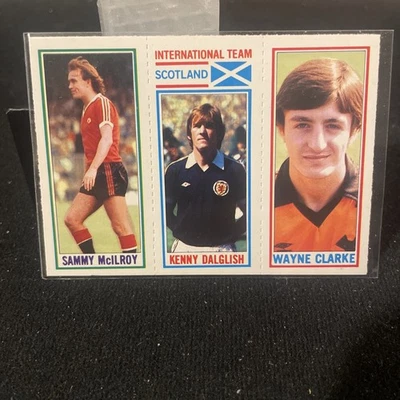 INTERNATIONAL TEAM
SCOTLAND
SAMMY McILROY
KENNY DALGLISH
WAYNE CLARKE